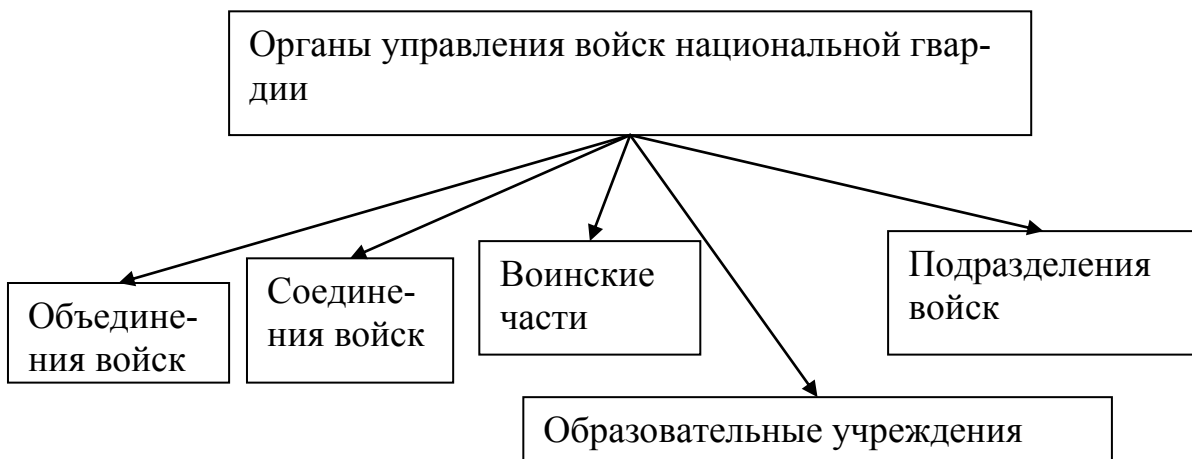 Органы управления войск национальной гвар-
дии
Объедине-
ния войск
Соедине-
ния войск
Воинские
части
Подразделения
войск
Образовательные учреждения